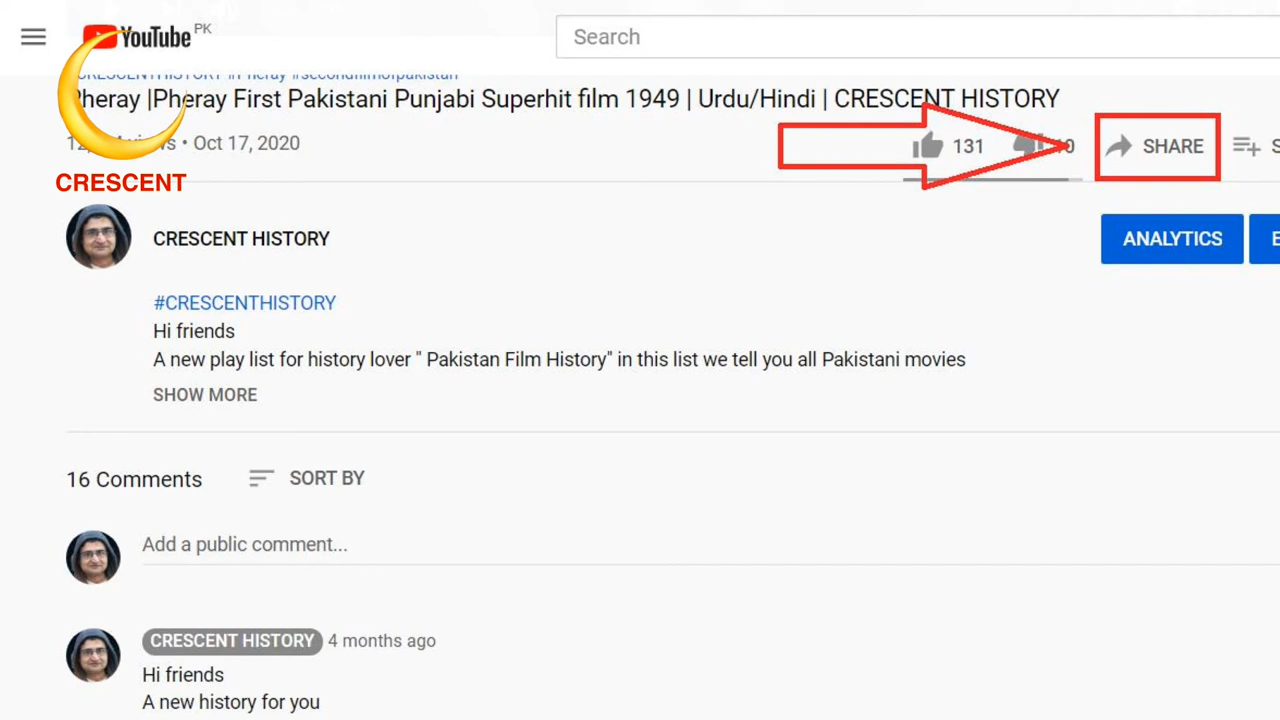 YouTube PK
Search
#Pheray #secondfilmofpakistan
Pheray |Pheray First Pakistani Punjabi Superhit film 1949 | Urdu/Hindi | CRESCENT HISTORY
• Oct 17, 2020
131
SHARE
CRESCENT
CRESCENT HISTORY
ANALYTICS
#CRESCENTHISTORY
Hi friends
A new play list for history lover " Pakistan Film History" in this list we tell you all Pakistani movies
SHOW MORE
16 Comments
SORT BY
Add a public comment...
CRESCENT HISTORY 4 months ago
Hi friends
A new history for you